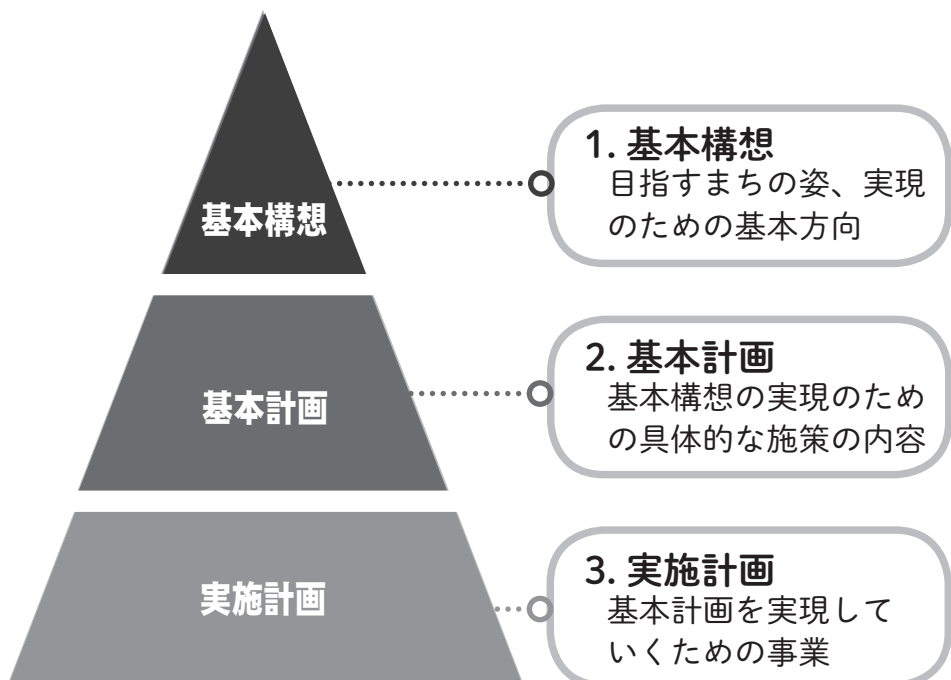 基本構想
1. 基本構想
目指すまちの姿、実現
のための基本方向
基本計画
2. 基本計画
基本構想の実現のため
の具体的な施策の内容
実施計画
3. 実施計画
基本計画を実現して
いくための事業